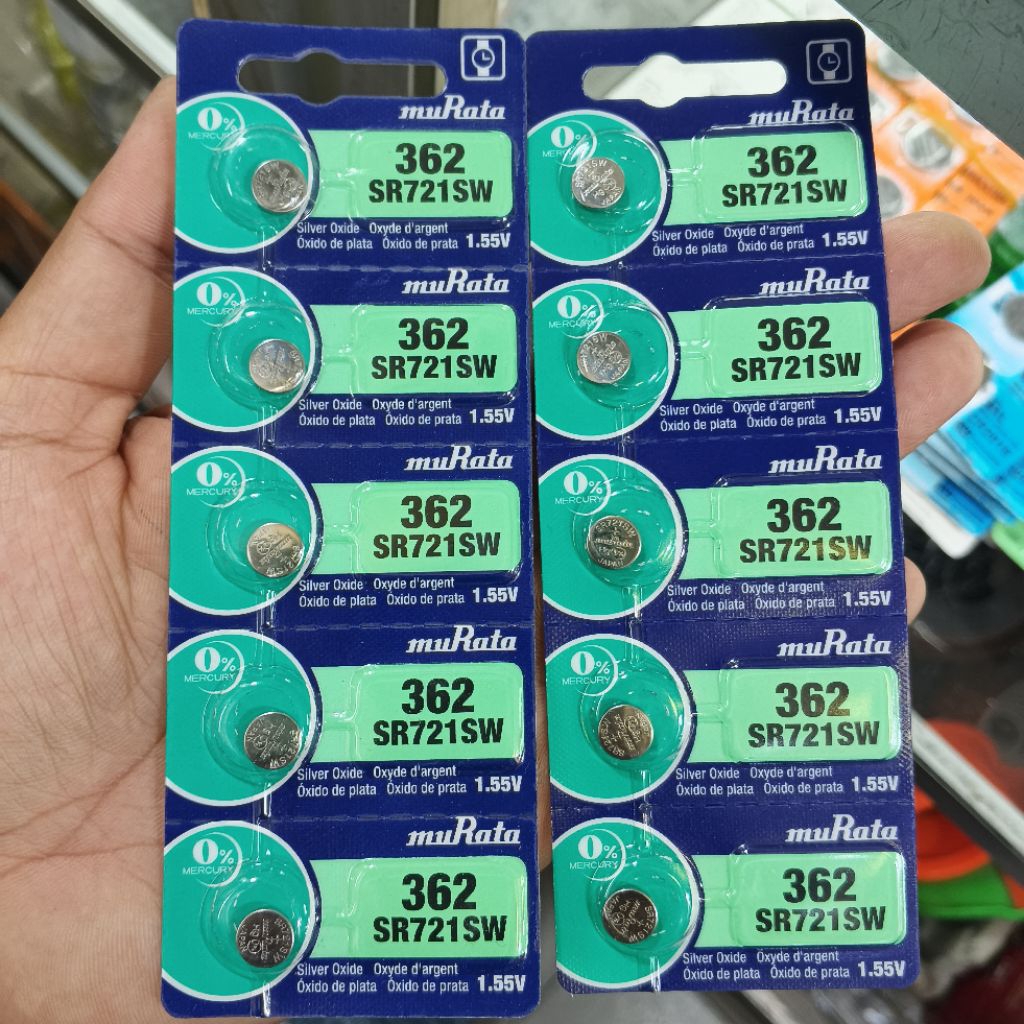 muRata
0%
MERCURY
362
SR721SW
Silver Oxide Oxyde d'argent
Óxido de plata Óxido de prata 1.55V
muRata
0%
MERCURY
362
SR721SW
Silver Oxide Oxyde d'argent
Óxido de plata Óxido de prata 1.55V
muRata
0%
MERCURY
362
SR721SW
Silver Oxide Oxyde d'argent
Óxido de plata Óxido de prata 1.55V
muRata
0%
MERCURY
362
SR721SW
Silver Oxide Oxyde d'argent
Óxido de plata Óxido de prata 1.55V
muRata
0%
MERCURY
362
SR721SW
Silver Oxide Oxyde d'argent
Óxido de plata Óxido de prata 1.55V
muRata
0%
MERCURY
362
SR721SW
Silver Oxide Oxyde d'argent
Óxido de plata Óxido de prata 1.55V
muRata
0%
MERCURY
362
SR721SW
Silver Oxide Oxyde d'argent
Óxido de plata Óxido de prata 1.55V
muRata
0%
MERCURY
362
SR721SW
SR721SW
JAPAN
Silver Oxide Oxyde d'argent
Óxido de plata Óxido de prata 1.55V
muRata
0%
MERCURY
362
SR721SW
Silver Oxide Oxyde d'argent
Óxido de plata Óxido de prata 1.55V
muRata
0%
MERCURY
362
SR721SW
Silver Oxide Oxyde d'argent
Óxido de plata Óxido de prata 1.55V